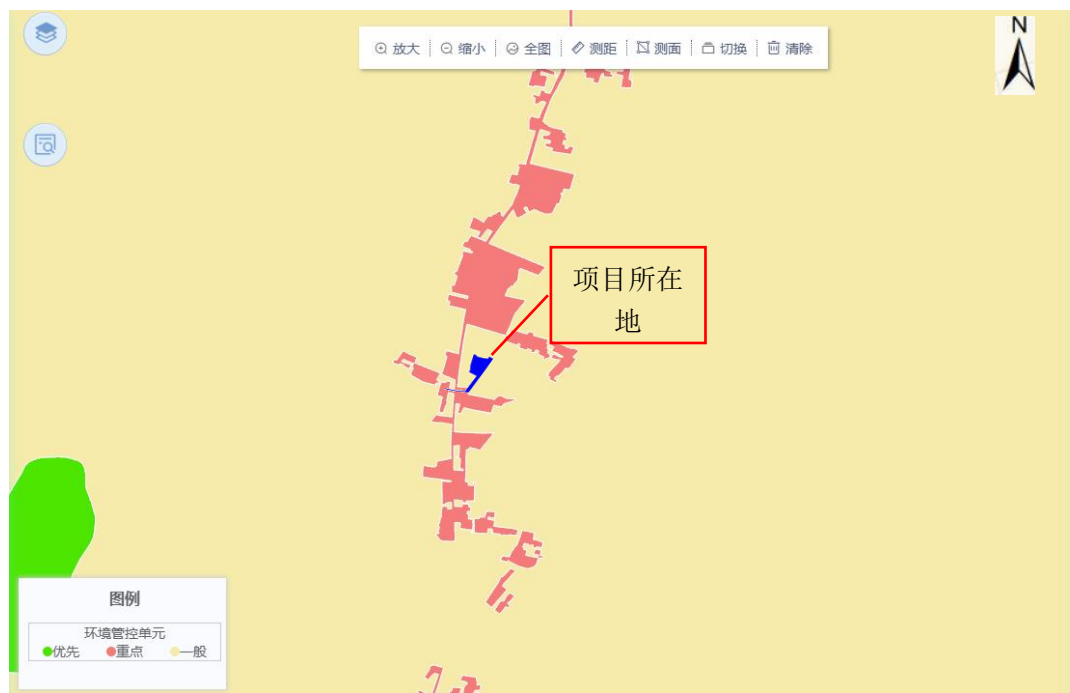 放大 缩小 全图 测距 测面 切换 清除
N
项目所在
地
图例
环境管控单元
优先 重点 一般